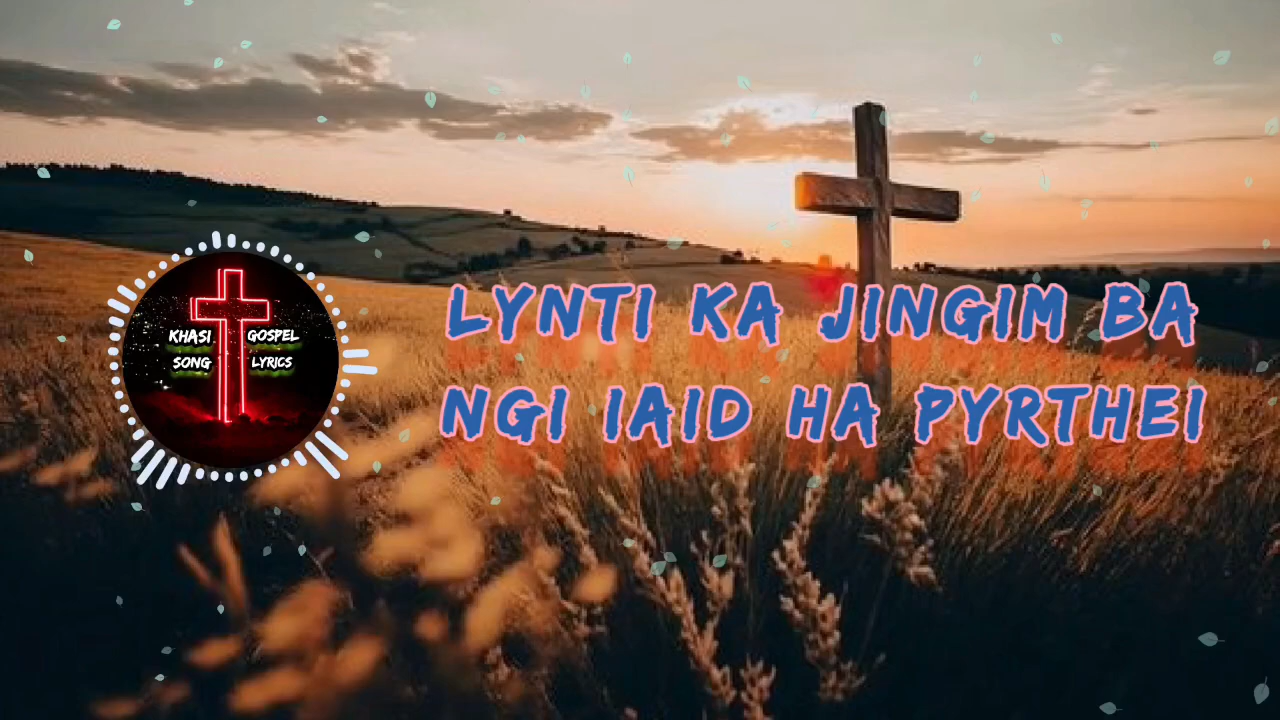 KHASI GOSPEL
SONG LYRICS
LYNTI KA JINGIM BA
NGI IAID HA PYRTHEI